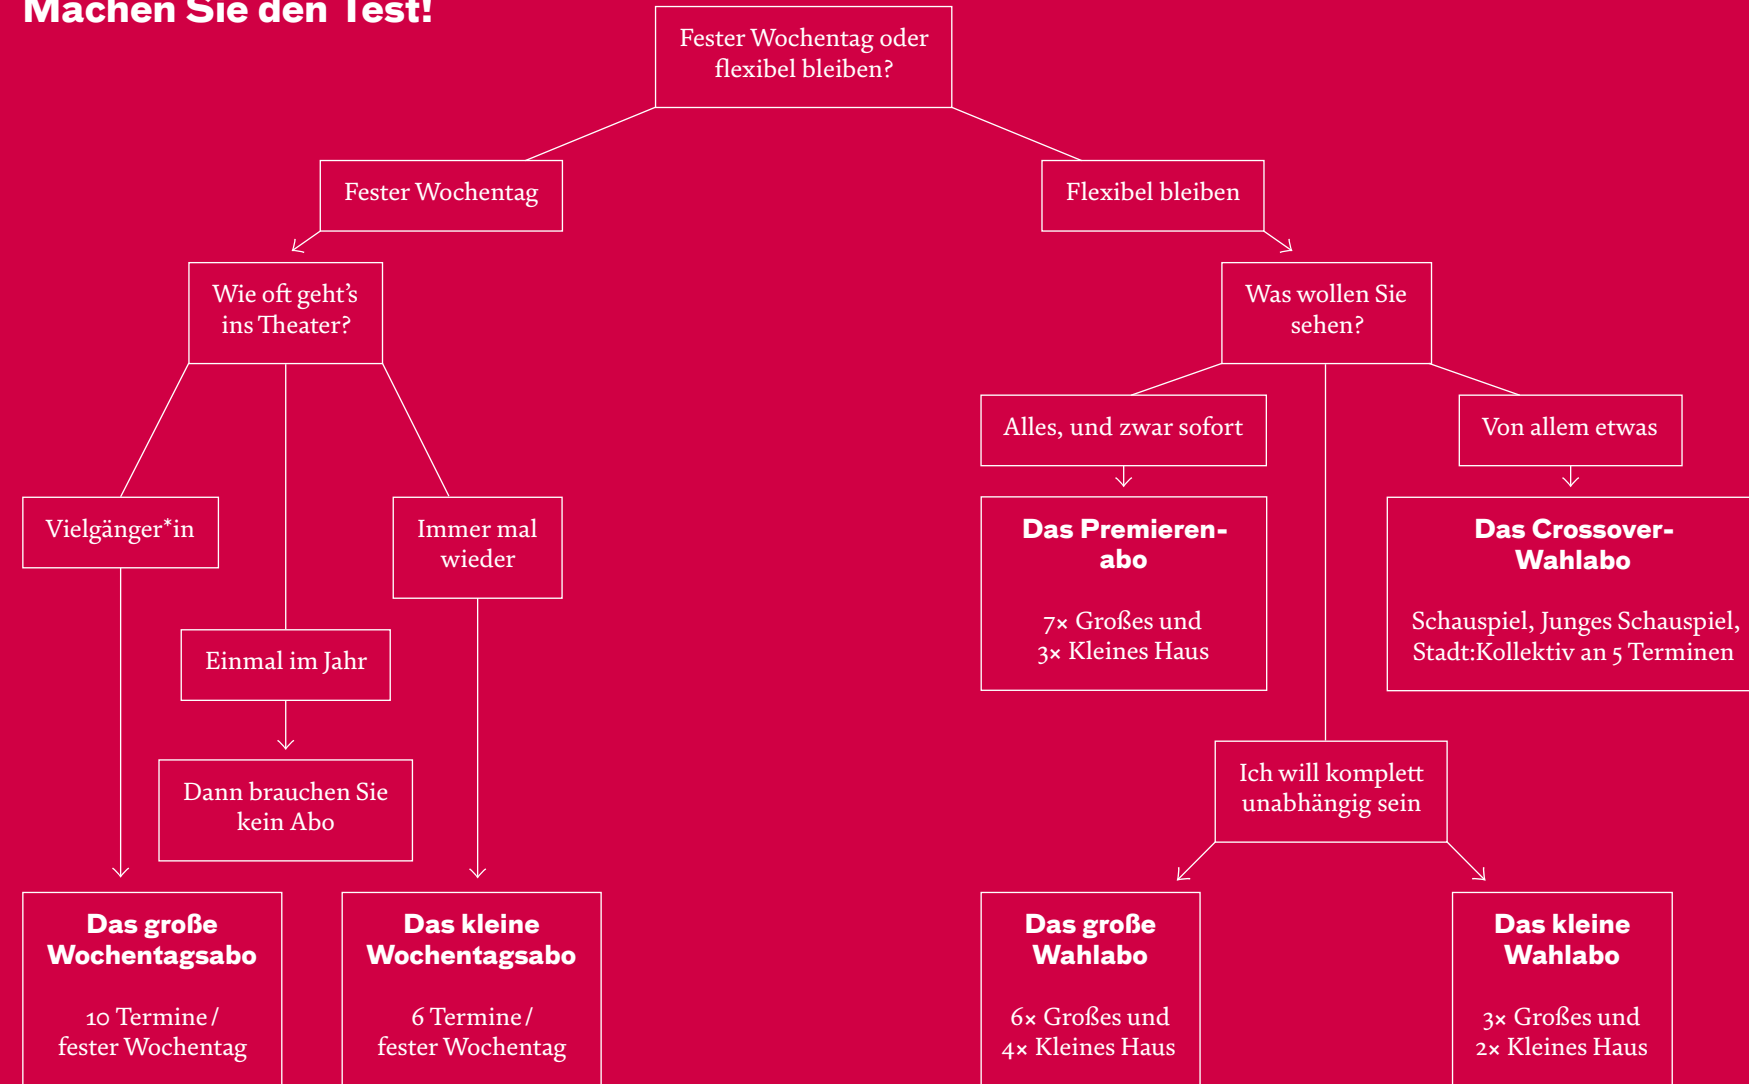 Machen Sie den Test!
Fester Wochentag oder
flexibel bleiben?
Fester Wochentag
Flexibel bleiben
Wie oft geht’s
ins Theater?
Was wollen Sie
sehen?
Vielgänger*in
Immer mal
wieder
Einmal im Jahr
Dann brauchen Sie
kein Abo
Das große
Wochentagsabo
10 Termine /
fester Wochentag
Das kleine
Wochentagsabo
6 Termine /
fester Wochentag
Alles, und zwar sofort
Von allem etwas
Das Premieren-
abo
7× Großes und
3× Kleines Haus
Das Crossover-
Wahlabo
Schauspiel, Junges Schauspiel,
Stadt:Kollektiv an 5 Terminen
Ich will komplett
unabhängig sein
Das große
Wahlabo
6× Großes und
4× Kleines Haus
Das kleine
Wahlabo
3× Großes und
2× Kleines Haus